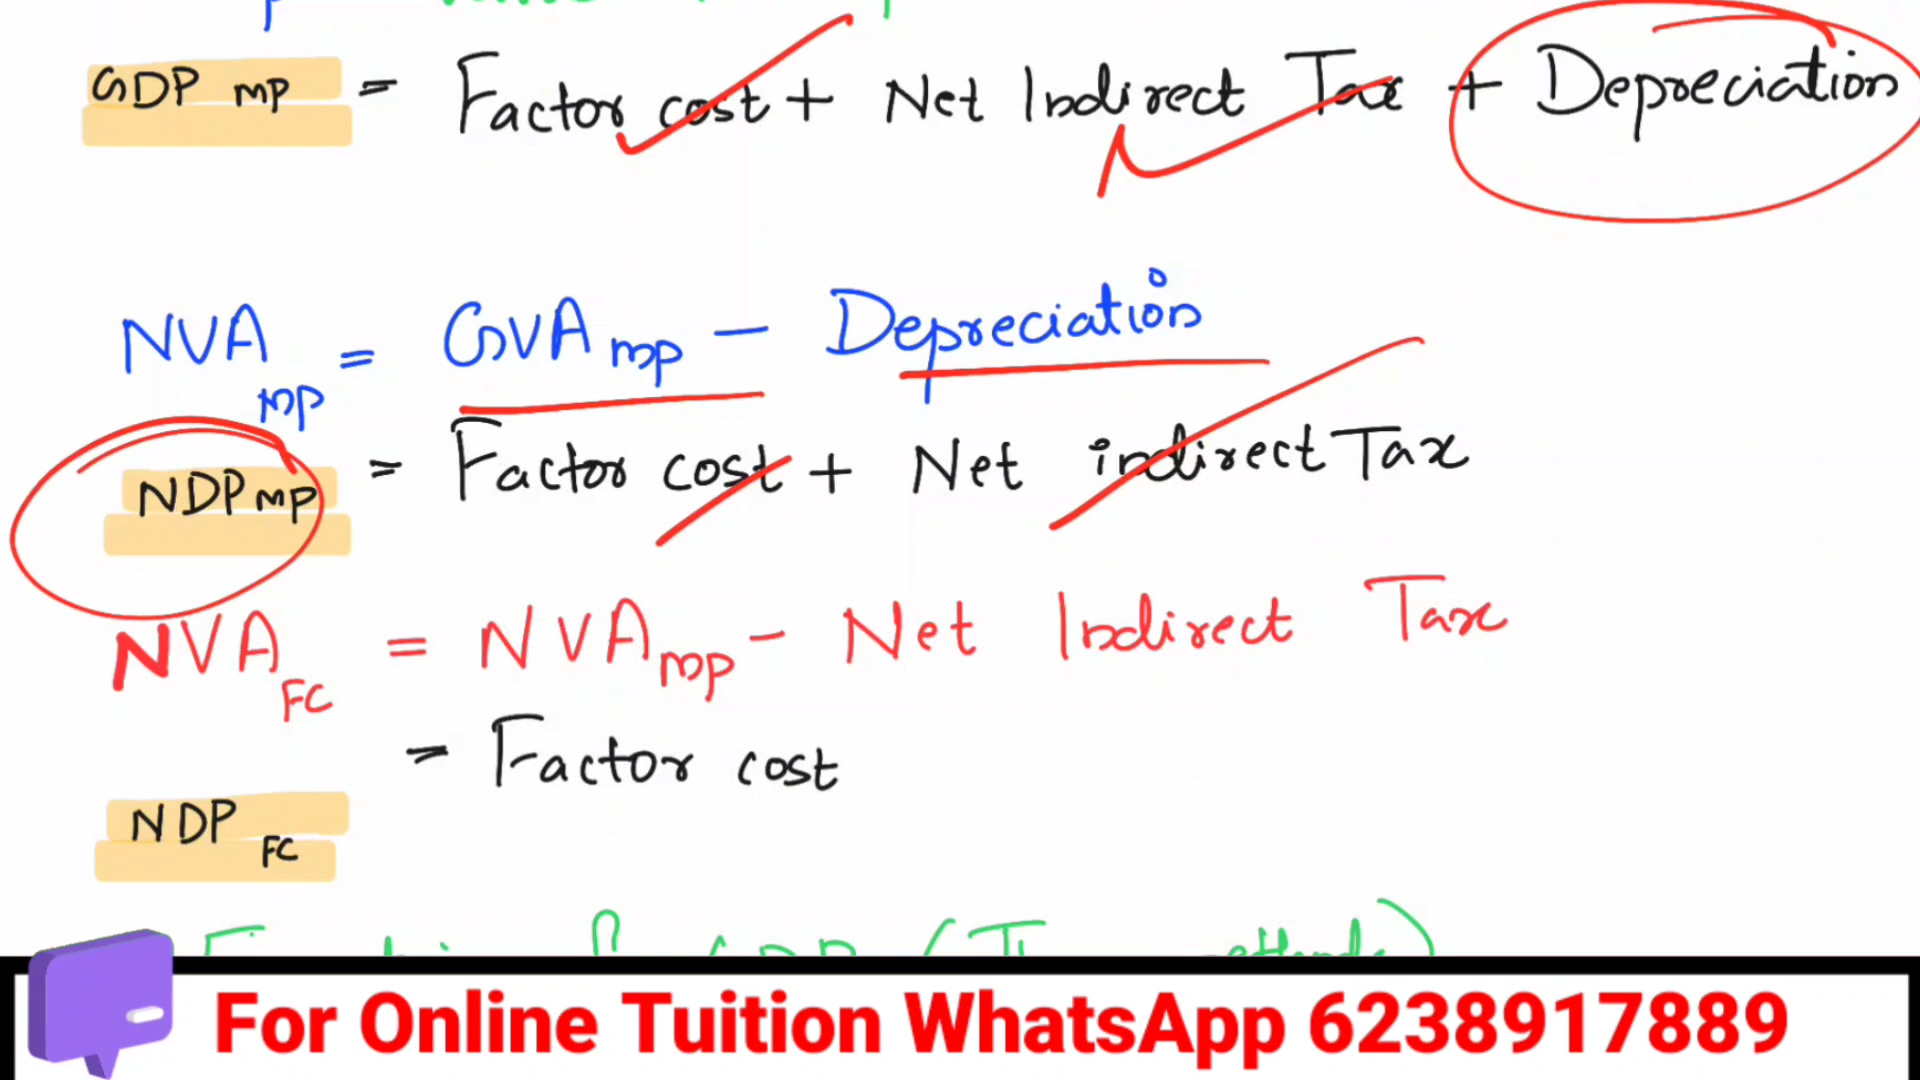 GDP MP = Factor cost + Net Indirect Tax + Depreciation
NVA MP = GVA MP - Depreciation
NDP MP = Factor cost + Net indirect Tax
NVA FC = NVA MP - Net Indirect Tax
= Factor cost
NDP FC
For Online Tuition WhatsApp 6238917889